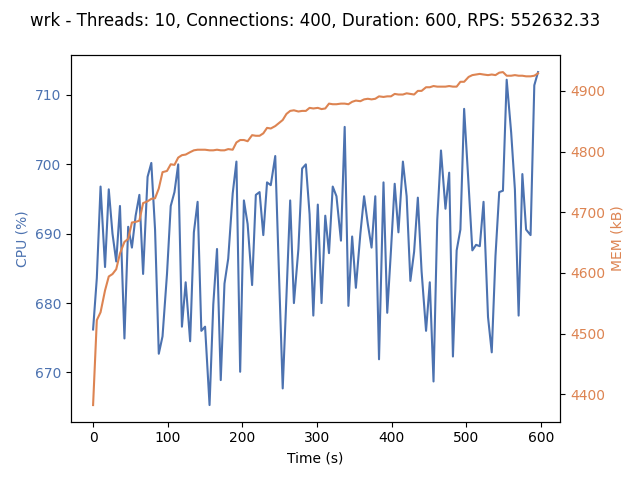 wrk - Threads: 10, Connections: 400, Duration: 600, RPS: 552632.33
710
700
690
680
670
CPU (%)
4900
4800
4700
4600
4500
4400
MEM (kB)
0 100 200 300 400 500 600
Time (s)